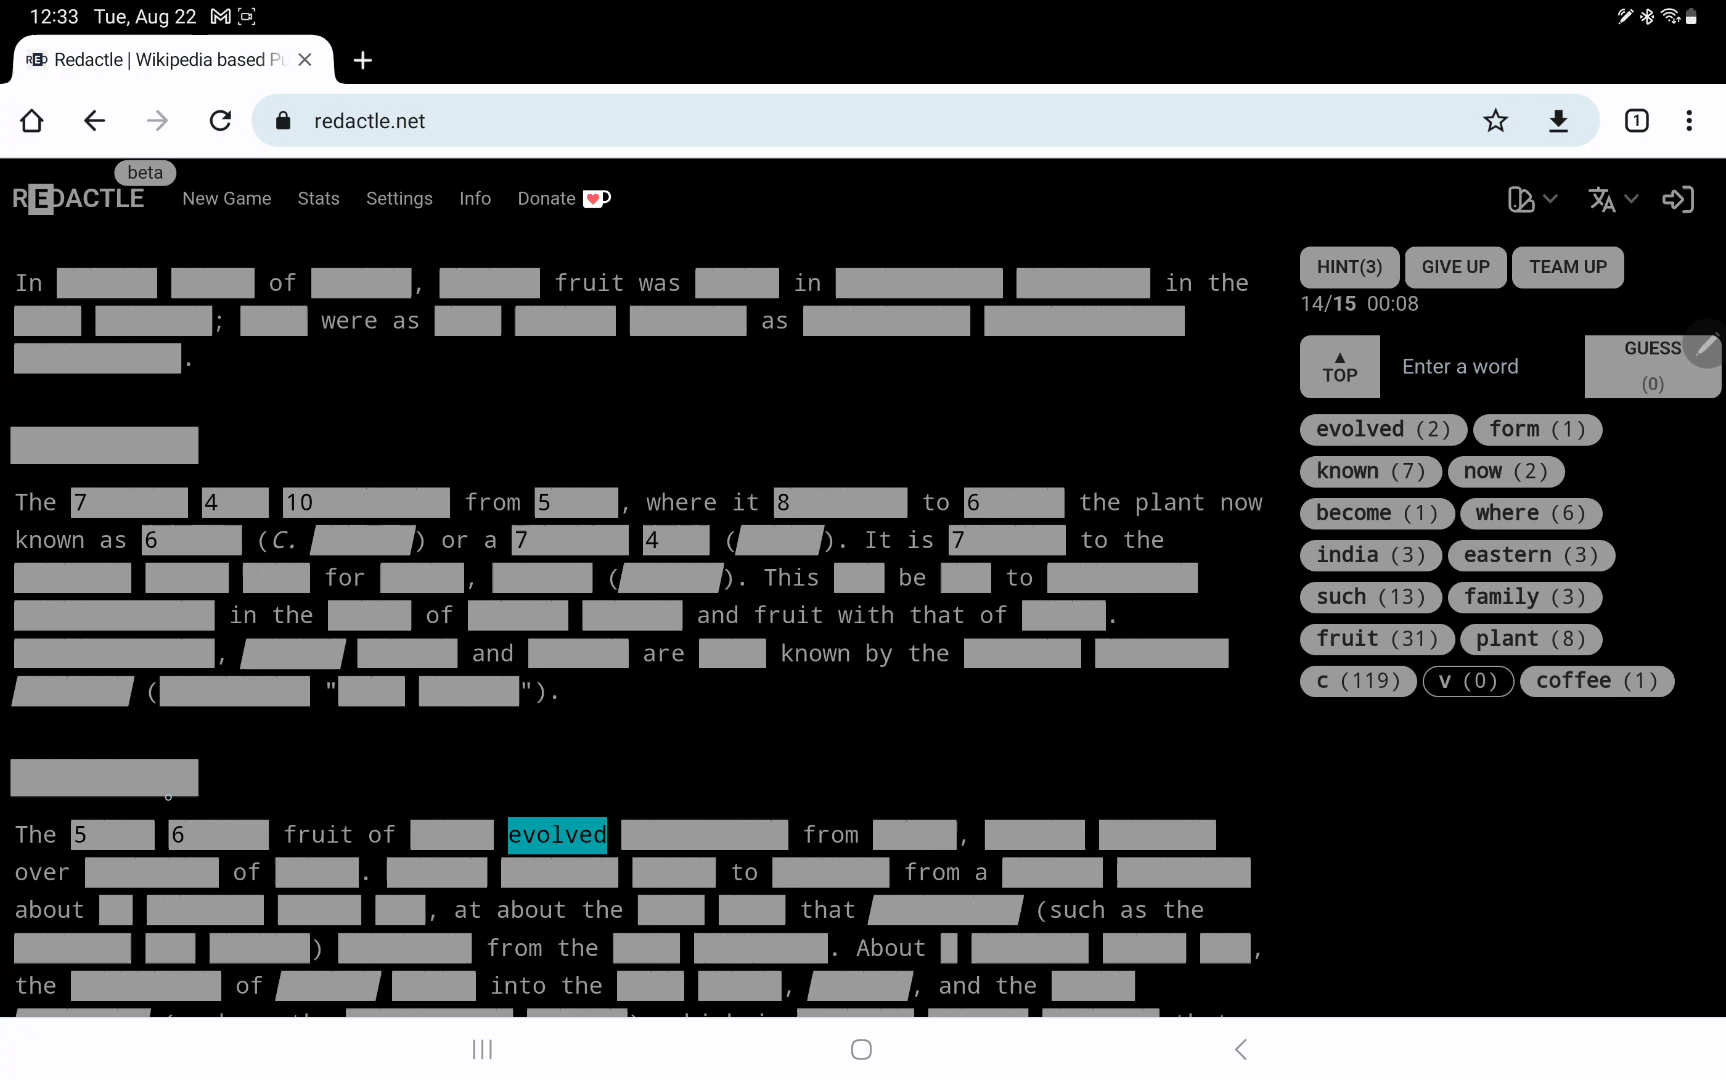 12:33 Tue, Aug 22
RED Redactle | Wikipedia based Pu
redactle.net 1
beta
REDACTLE New Game Stats Settings Info Donate
HINT(3) GIVE UP TEAM UP
14/15 00:08
▲
TOP Enter a word GUESS
(0)
evolved (2) form (1)
known (7) now (2)
become (1) where (6)
india (3) eastern (3)
such (13) family (3)
fruit (31) plant (8)
c (119) v (0) coffee (1)
In of , fruit was in in the
; were as as
.
The 7 4 10 from 5 , where it 8 to 6 the plant now
known as 6 (C. ) or a 7 4 ( ). It is 7 to the
for , ( ). This be to
in the of and fruit with that of .
, and are known by the
( " ").
The 5 6 fruit of evolved from ,
over of . to from a
about , at about the that (such as the
) from the . About ,
the of into the , , and the